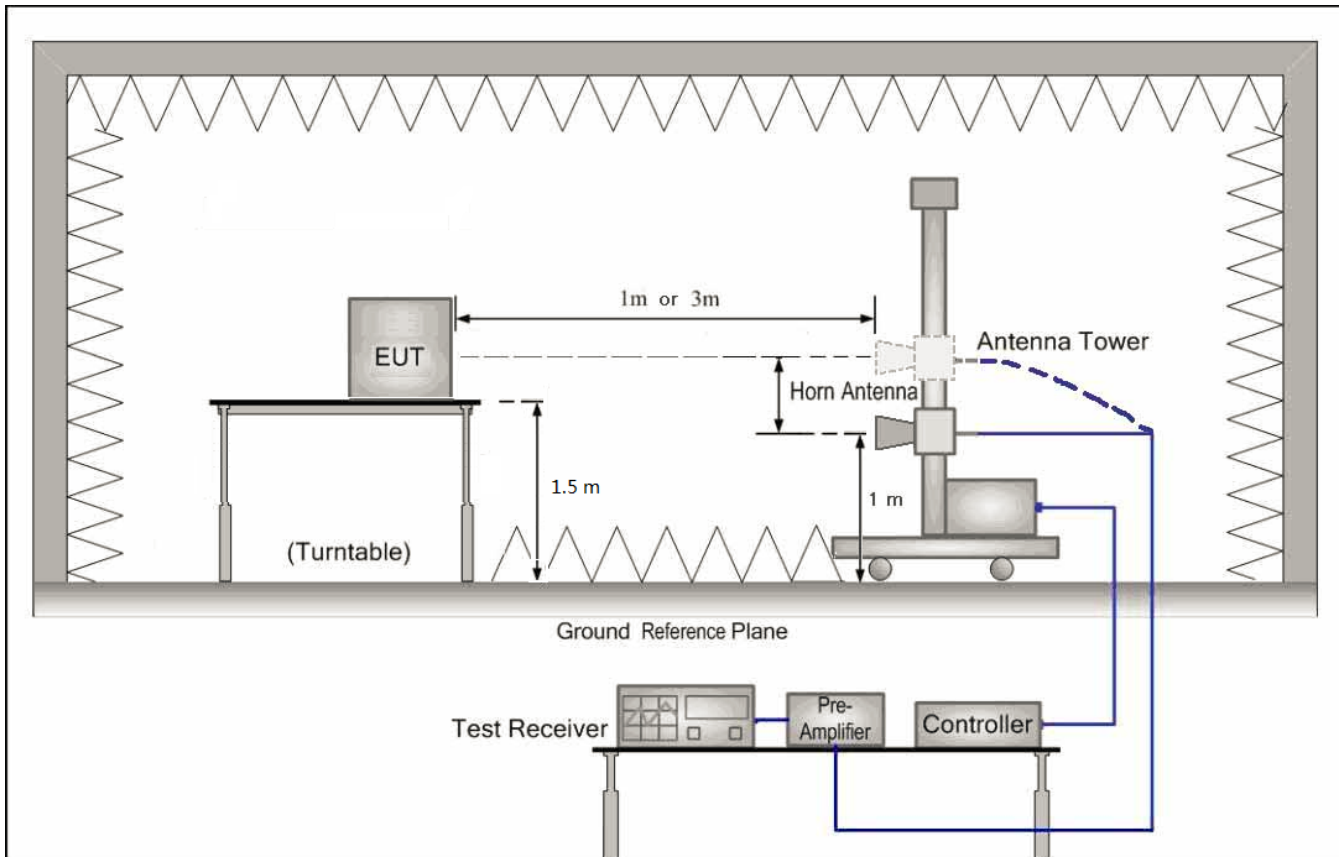 1m or 3m
EUT
Antenna Tower
Horn Antenna
1.5 m
1 m
(Turntable)
Ground Reference Plane
Test Receiver
Pre-
Amplifier
Controller